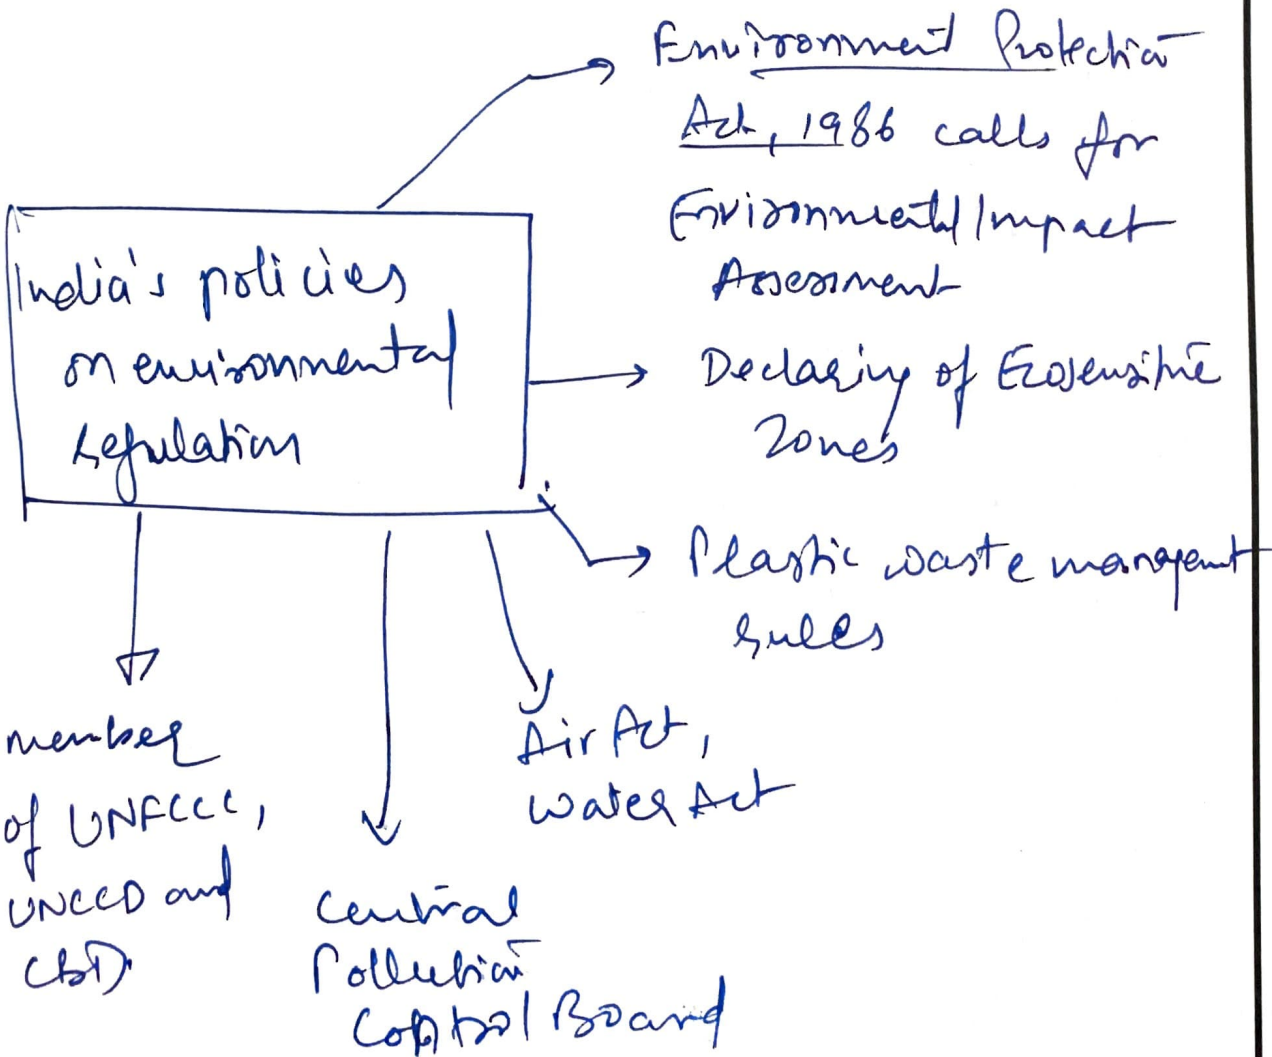 Environment Protection
Act, 1986 calls for
Environmental Impact
Assessment
India's policies
on environmental
regulation
Declaring of Ecosensitive
Zones
Plastic waste managemt
rules
member
of UNFCCC,
UNCCD and
CBD
Central
Pollution
Control Board
Air Act,
Water Act